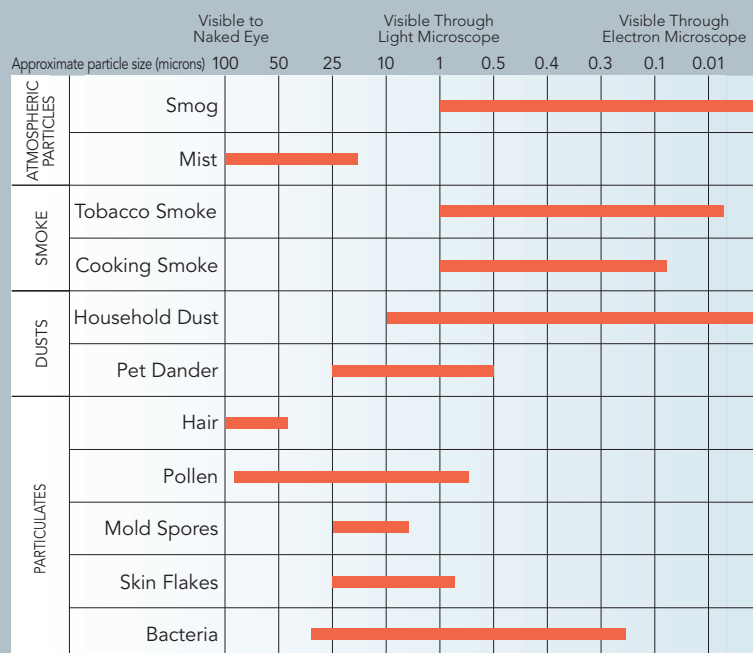 Visible to
Naked Eye
Visible Through
Light Microscope
Visible Through
Electron Microscope
Approximate particle size (microns) 100 50 25 10 1 0.5 0.4 0.3 0.1 0.01
ATMOSPHERIC
PARTICLES
Smog
Mist
SMOKE
Tobacco Smoke
Cooking Smoke
DUSTS
Household Dust
Pet Dander
PARTICULATES
Hair
Pollen
Mold Spores
Skin Flakes
Bacteria